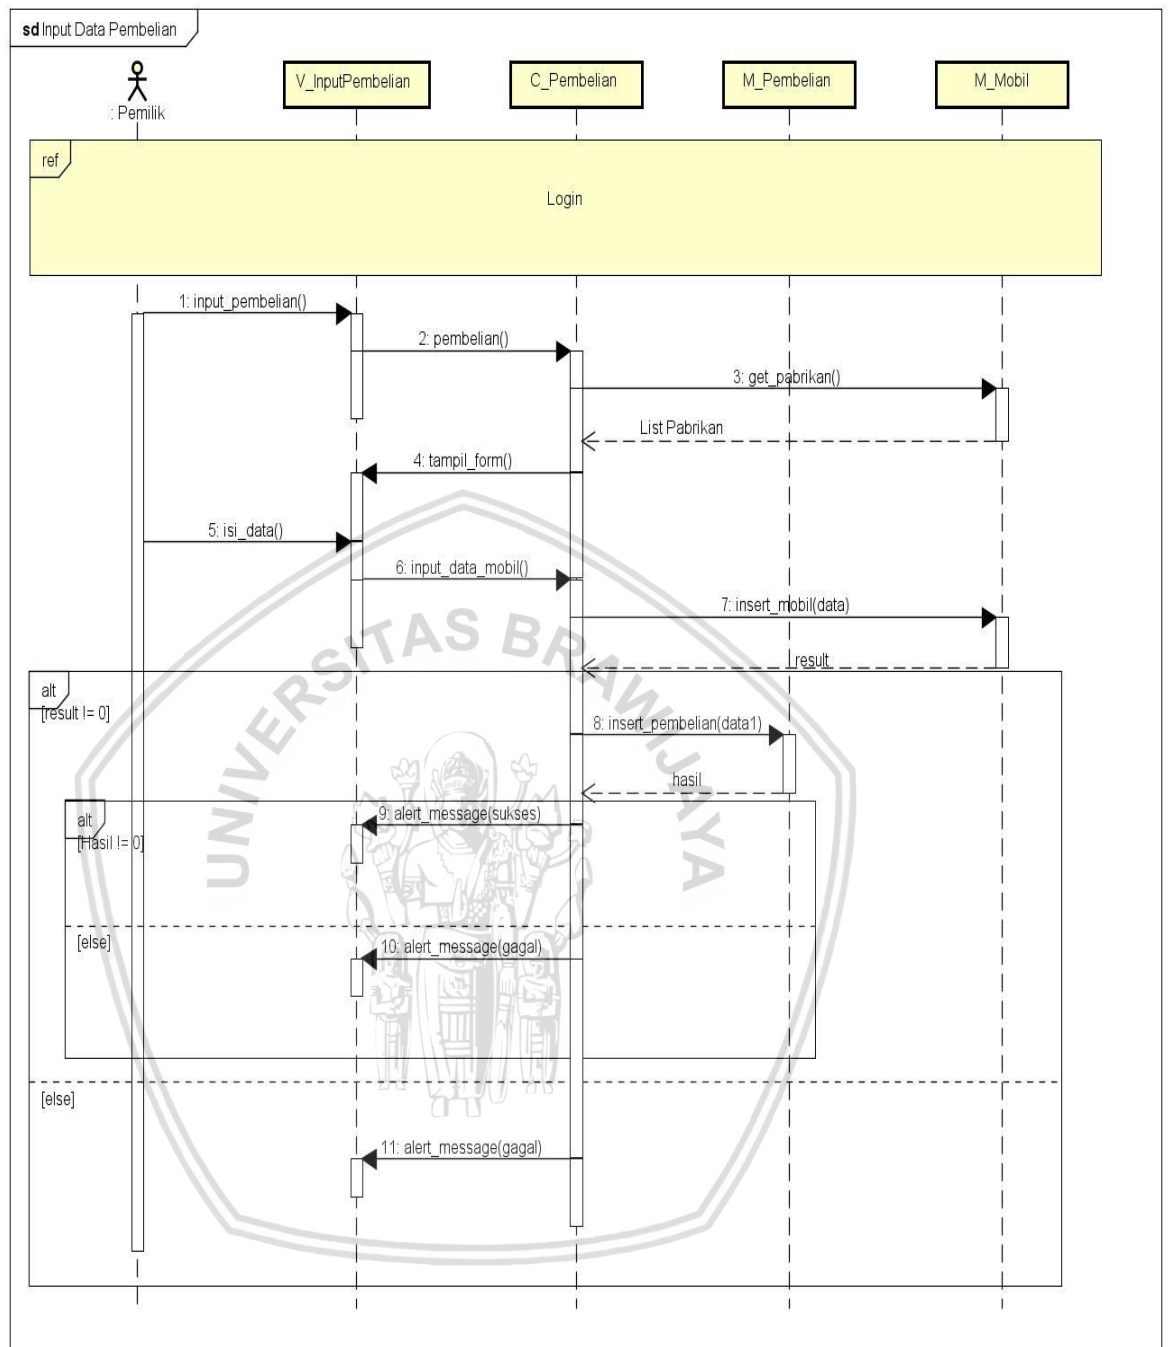 sd Input Data Pembelian
: Pemilik
V_InputPembelian
C_Pembelian
M_Pembelian
M_Mobil
ref
Login
1: input_pembelian()
2: pembelian()
3: get_pabrikan()
List Pabrikan
4: tampil_form()
5: isi_data()
6: input_data_mobil()
7: insert_mobil(data)
result
UNIVERSITAS BRAWIJAYA
alt
[result != 0]
8: insert_pembelian(data1)
hasil
alt
[Hasil != 0]
9: alert_message(sukses)
[else]
10: alert_message(gagal)
[else]
11: alert_message(gagal)